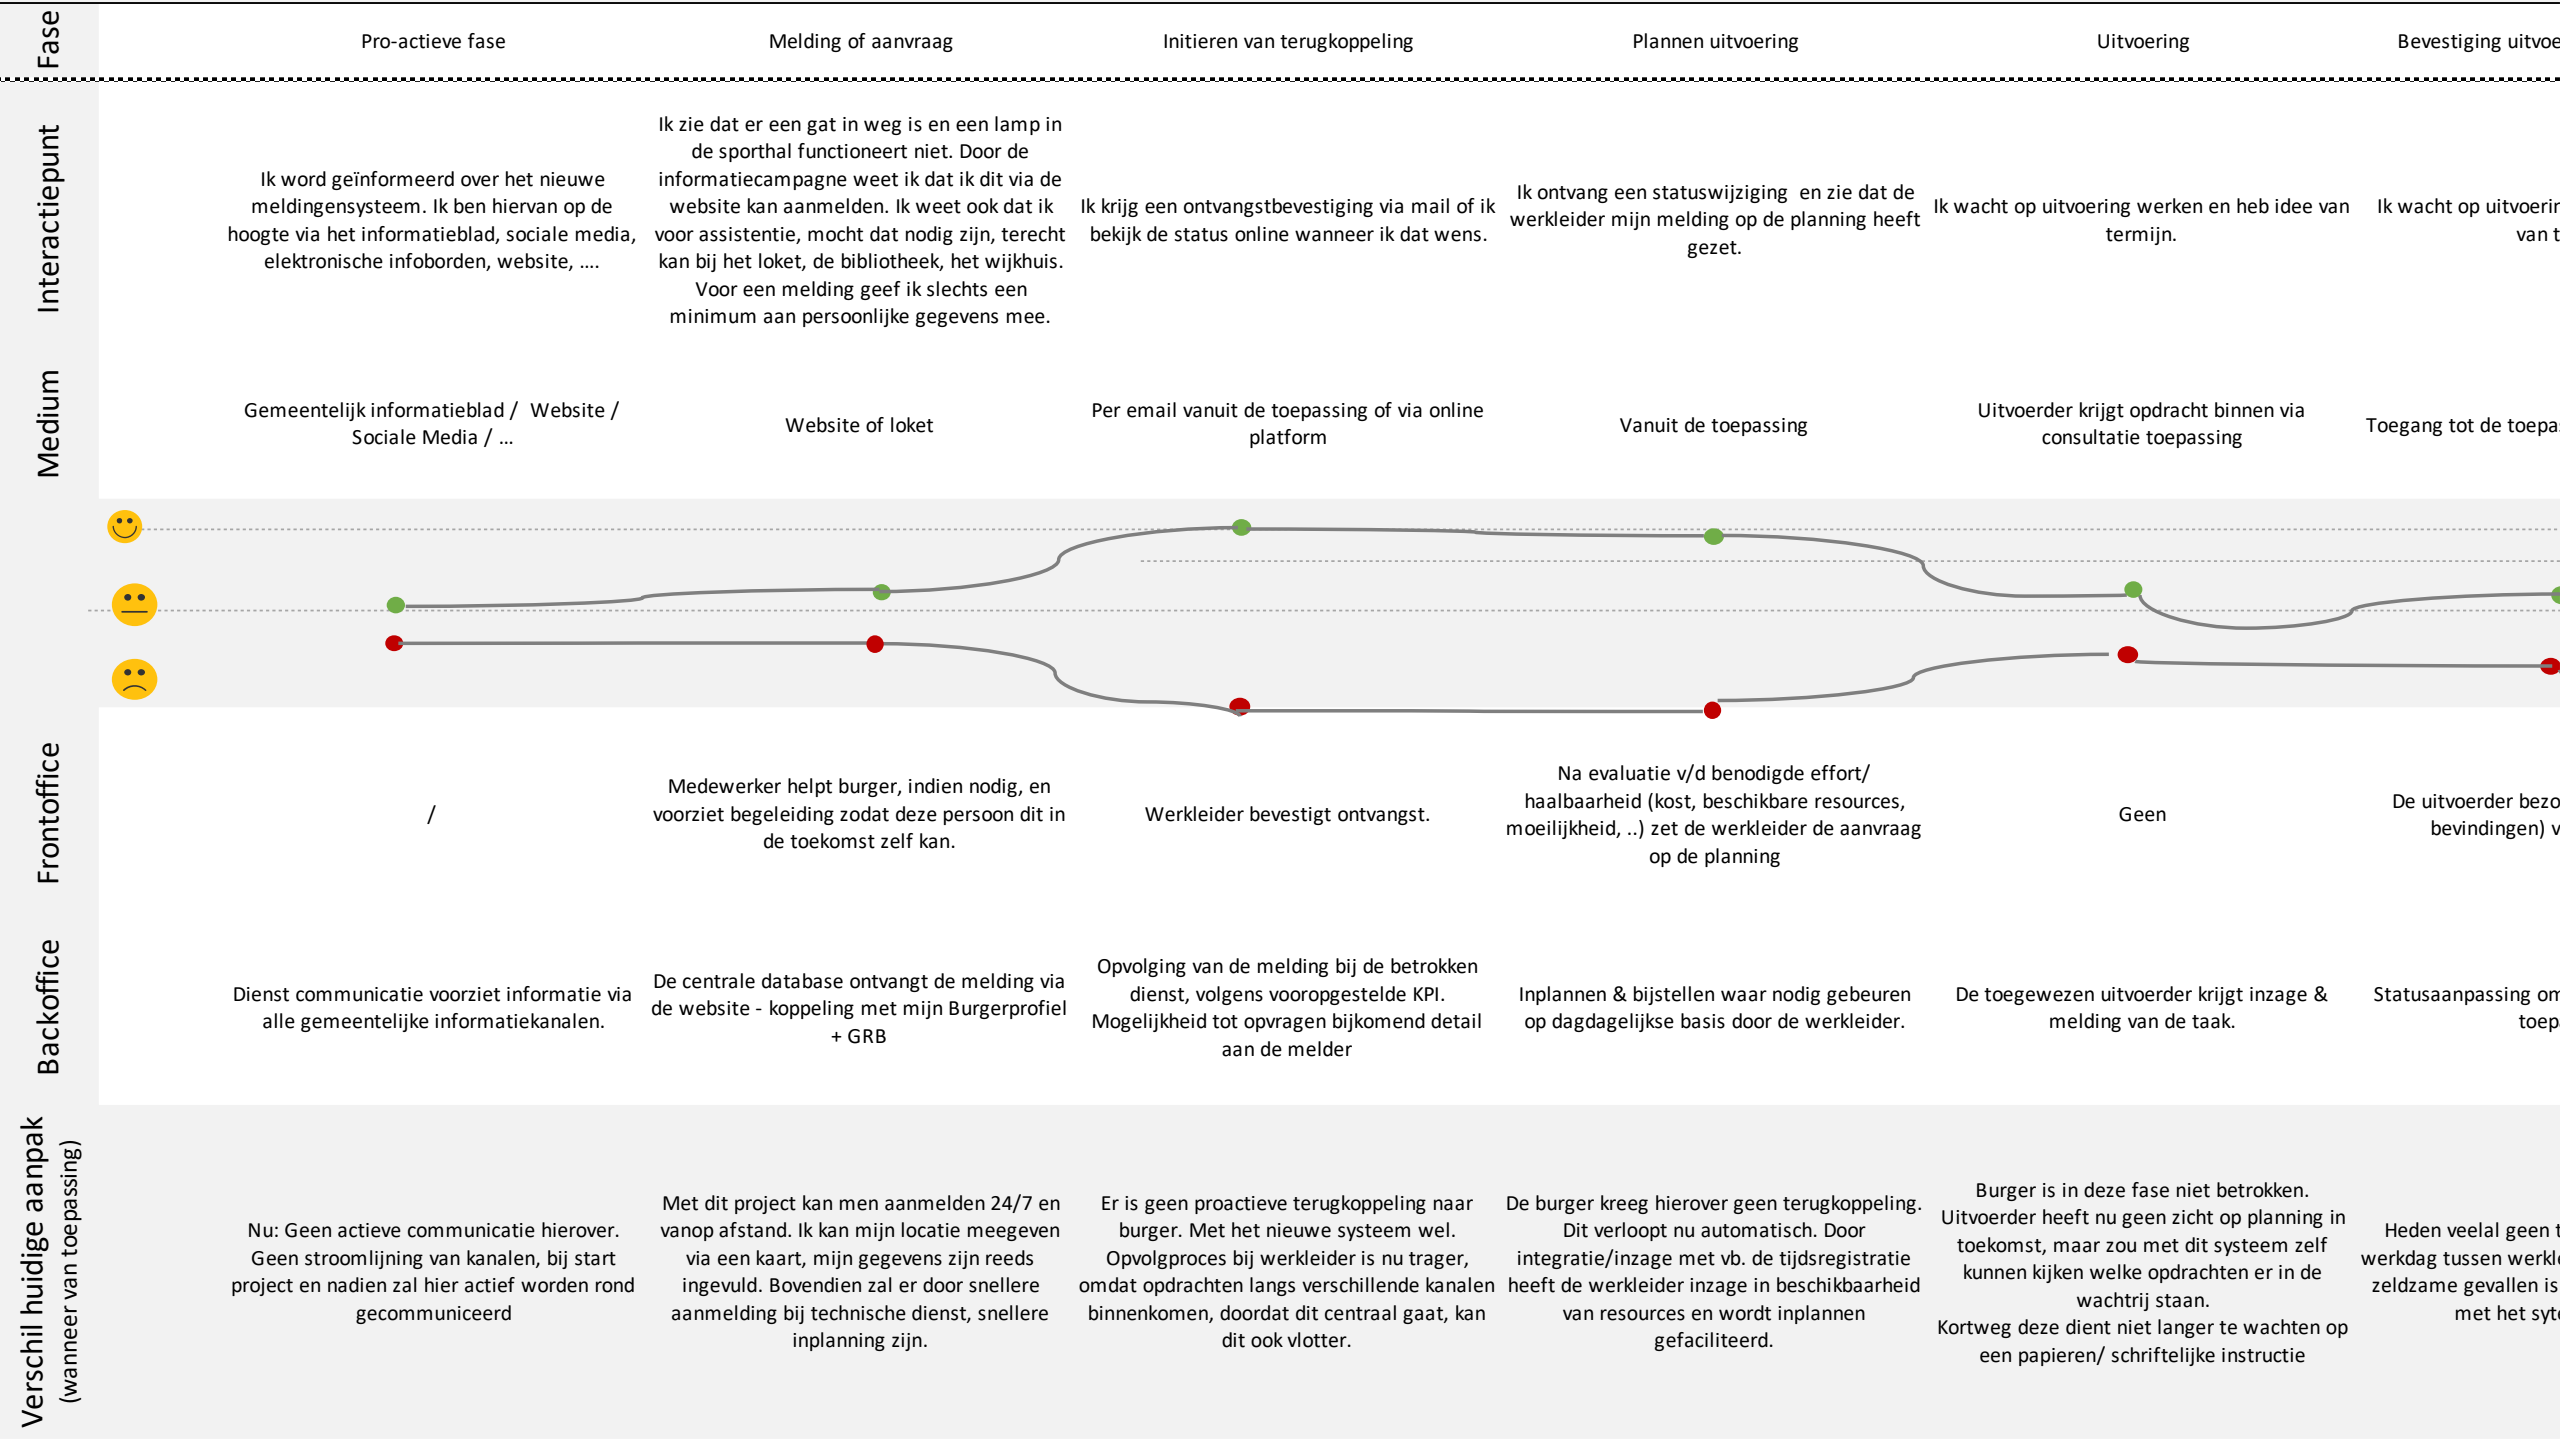 Fase
Pro-actieve fase
Melding of aanvraag
Initieren van terugkoppeling
Plannen uitvoering
Uitvoering
Bevestiging
Interactiepunt
Ik word geïnformeerd over het nieuwe
meldingensysteem. Ik ben hiervan op de
hoogte via het informatieblad, sociale media,
elektronische infoborden, website, ....
Ik zie dat er een gat in weg is en een lamp in
de sporthal functioneert niet. Door de
informatiecampagne weet ik dat ik dit via de
website kan aanmelden. Ik weet ook dat ik
voor assistentie, mocht dat nodig zijn, terecht
kan bij het loket, de bibliotheek, het wijkhuis.
Voor een melding geef ik slechts een
minimum aan persoonlijke gegevens mee.
Ik krijg een ontvangstbevestiging via mail of ik
bekijk de status online wanneer ik dat wens.
Ik ontvang een statuswijziging  en zie dat de
werkleider mijn melding op de planning heeft
gezet.
Ik wacht op uitvoering werken en heb idee van
termijn.
Ik wacht op
van
Medium
Gemeentelijk informatieblad /  Website /
Sociale Media / ...
Website of loket
Per email vanuit de toepassing of via online
platform
Vanuit de toepassing
Uitvoerder krijgt opdracht binnen via
consultatie toepassing
Toegang tot de
Frontoffice
/
Medewerker helpt burger, indien nodig, en
voorziet begeleiding zodat deze persoon dit in
de toekomst zelf kan.
Werkleider bevestigt ontvangst.
Na evaluatie v/d benodigde effort/
haalbaarheid (kost, beschikbare resources,
moeilijkheid, ..) zet de werkleider de aanvraag
op de planning
Geen
De uitvoerder
bevindingen)
Backoffice
Dienst communicatie voorziet informatie via
alle gemeentelijke informatiekanalen.
De centrale database ontvangt de melding via
de website - koppeling met mijn Burgerprofiel
+ GRB
Opvolging van de melding bij de betrokken
dienst, volgens vooropgestelde KPI.
Mogelijkheid tot opvragen bijkomend detail
aan de melder
Inplannen & bijstellen waar nodig gebeuren
op dagdagelijkse basis door de werkleider.
De toegewezen uitvoerder krijgt inzage &
melding van de taak.
Statusaanpassing
Verschil huidige aanpak
(wanneer van toepassing)
Nu: Geen actieve communicatie hierover.
Geen stroomlijning van kanalen, bij start
project en nadien zal hier actief worden rond
gecommuniceerd
Met dit project kan men aanmelden 24/7 en
vanop afstand. Ik kan mijn locatie meegeven
via een kaart, mijn gegevens zijn reeds
ingevuld. Bovendien zal er door snellere
aanmelding bij technische dienst, snellere
inplanning zijn.
Er is geen proactieve terugkoppeling naar
burger. Met het nieuwe systeem wel.
Opvolgproces bij werkleider is nu trager,
omdat opdrachten langs verschillende kanalen
binnenkomen, doordat dit centraal gaat, kan
dit ook vlotter.
De burger kreeg hierover geen terugkoppeling.
Dit verloopt nu automatisch. Door
integratie/inzage met vb. de tijdsregistratie
heeft de werkleider inzage in beschikbaarheid
van resources en wordt inplannen
gefaciliteerd.
Burger is in deze fase niet betrokken.
Uitvoerder heeft nu geen zicht op planning in
toekomst, maar zou met dit systeem zelf
kunnen kijken welke opdrachten er in de
wachtrij staan.
Kortweg deze dient niet langer te wachten op
een papieren/ schriftelijke instructie
Heden veelal geen
werkdag tussen
zeldzame gevallen is
met het